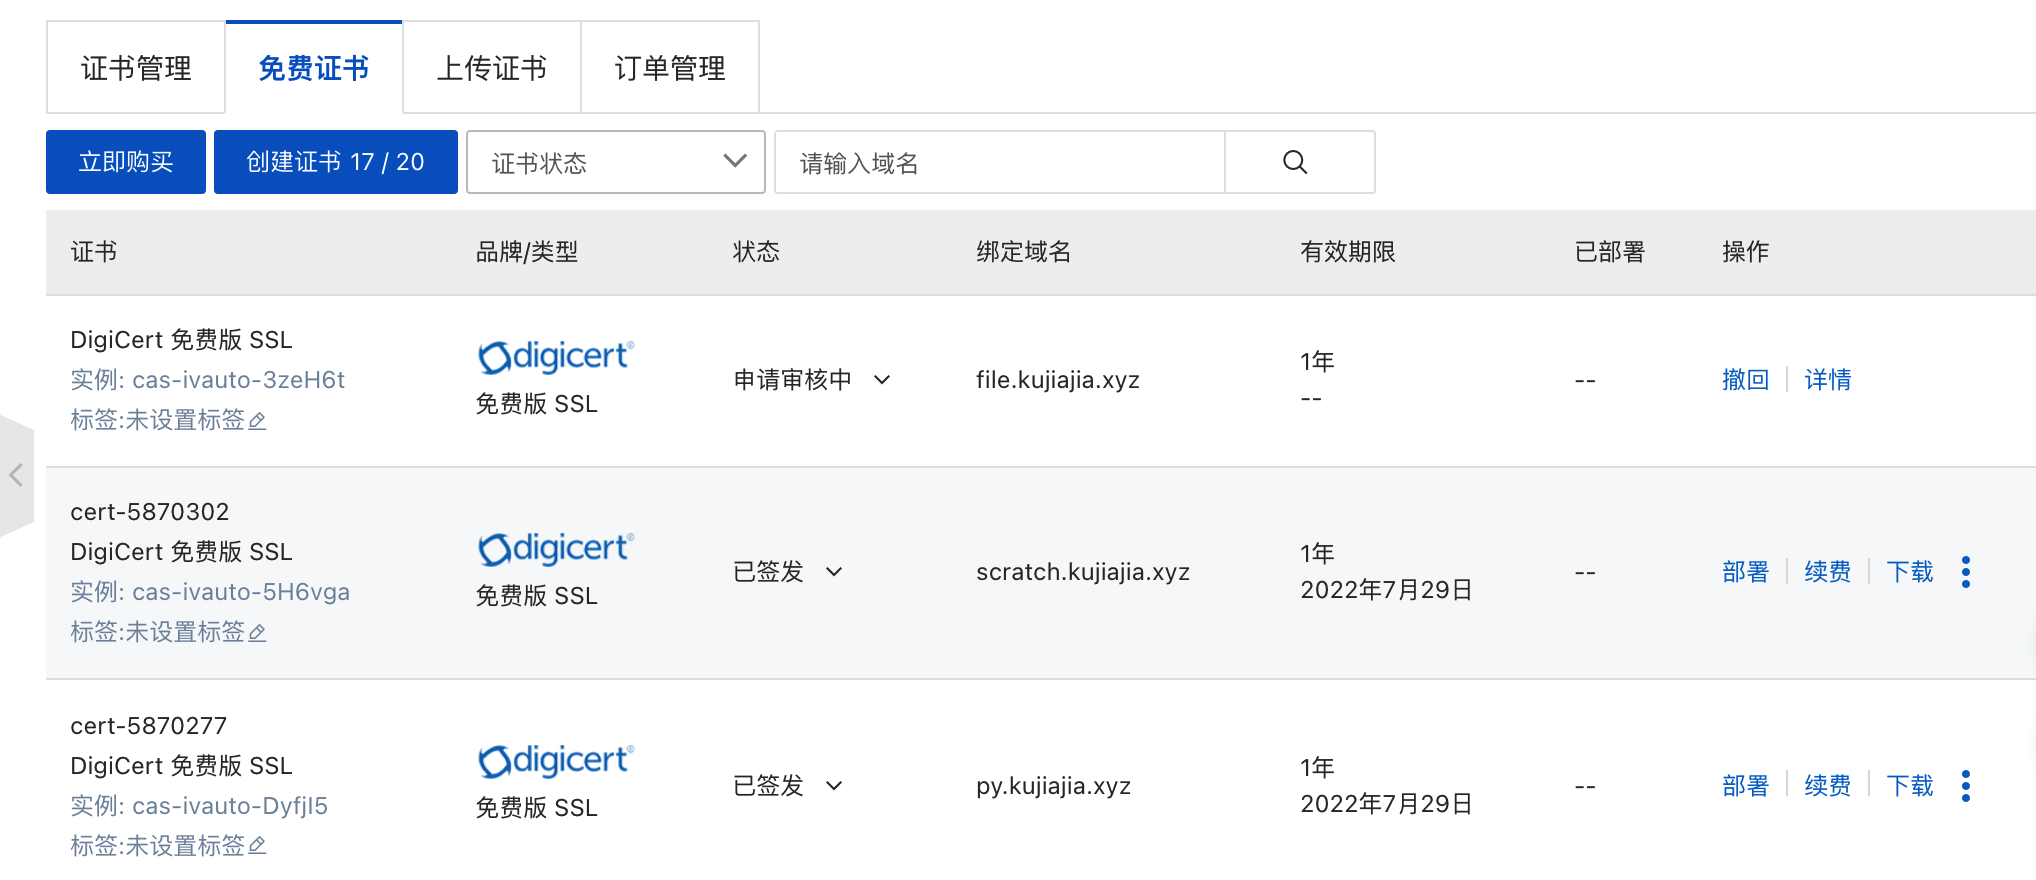 证书管理 免费证书 上传证书 订单管理
立即购买 创建证书 17 / 20 证书状态 请输入域名
证书 品牌/类型 状态 绑定域名 有效期限 已部署 操作
DigiCert 免费版 SSL
实例: cas-ivauto-3zeH6t
标签:未设置标签
digicert®
免费版 SSL
申请审核中
file.kujiajia.xyz
1年
--
--
撤回 详情
cert-5870302
DigiCert 免费版 SSL
实例: cas-ivauto-5H6vga
标签:未设置标签
digicert®
免费版 SSL
已签发
scratch.kujiajia.xyz
1年
2022年7月29日
--
部署 续费 下载
cert-5870277
DigiCert 免费版 SSL
实例: cas-ivauto-DyfjI5
标签:未设置标签
digicert®
免费版 SSL
已签发
py.kujiajia.xyz
1年
2022年7月29日
--
部署 续费 下载